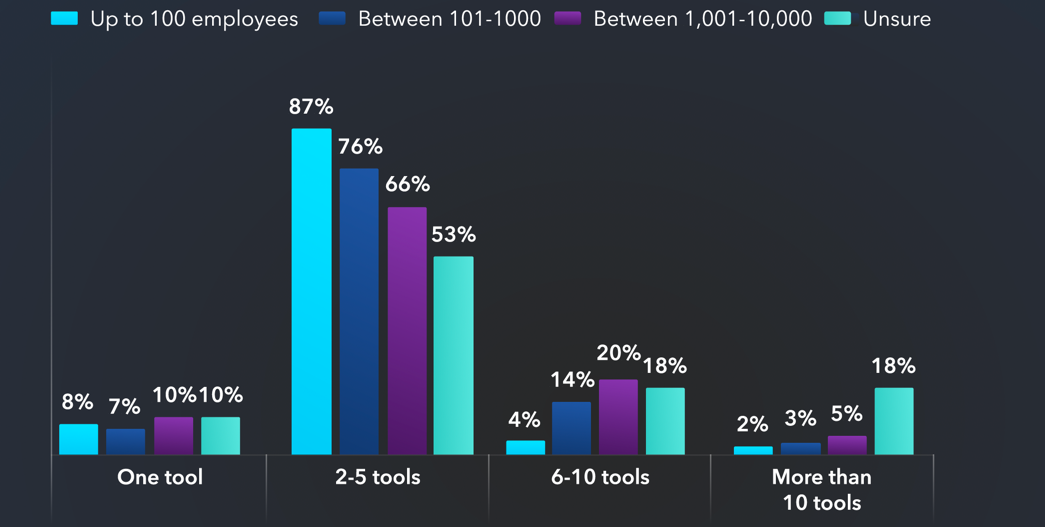 Up to 100 employees Between 101-1000 Between 1,001-10,000 Unsure
87%
76%
66%
53%
20%
18% 18%
14%
8% 7% 10% 10%
4% 2% 3% 5%
One tool 2-5 tools 6-10 tools More than
10 tools